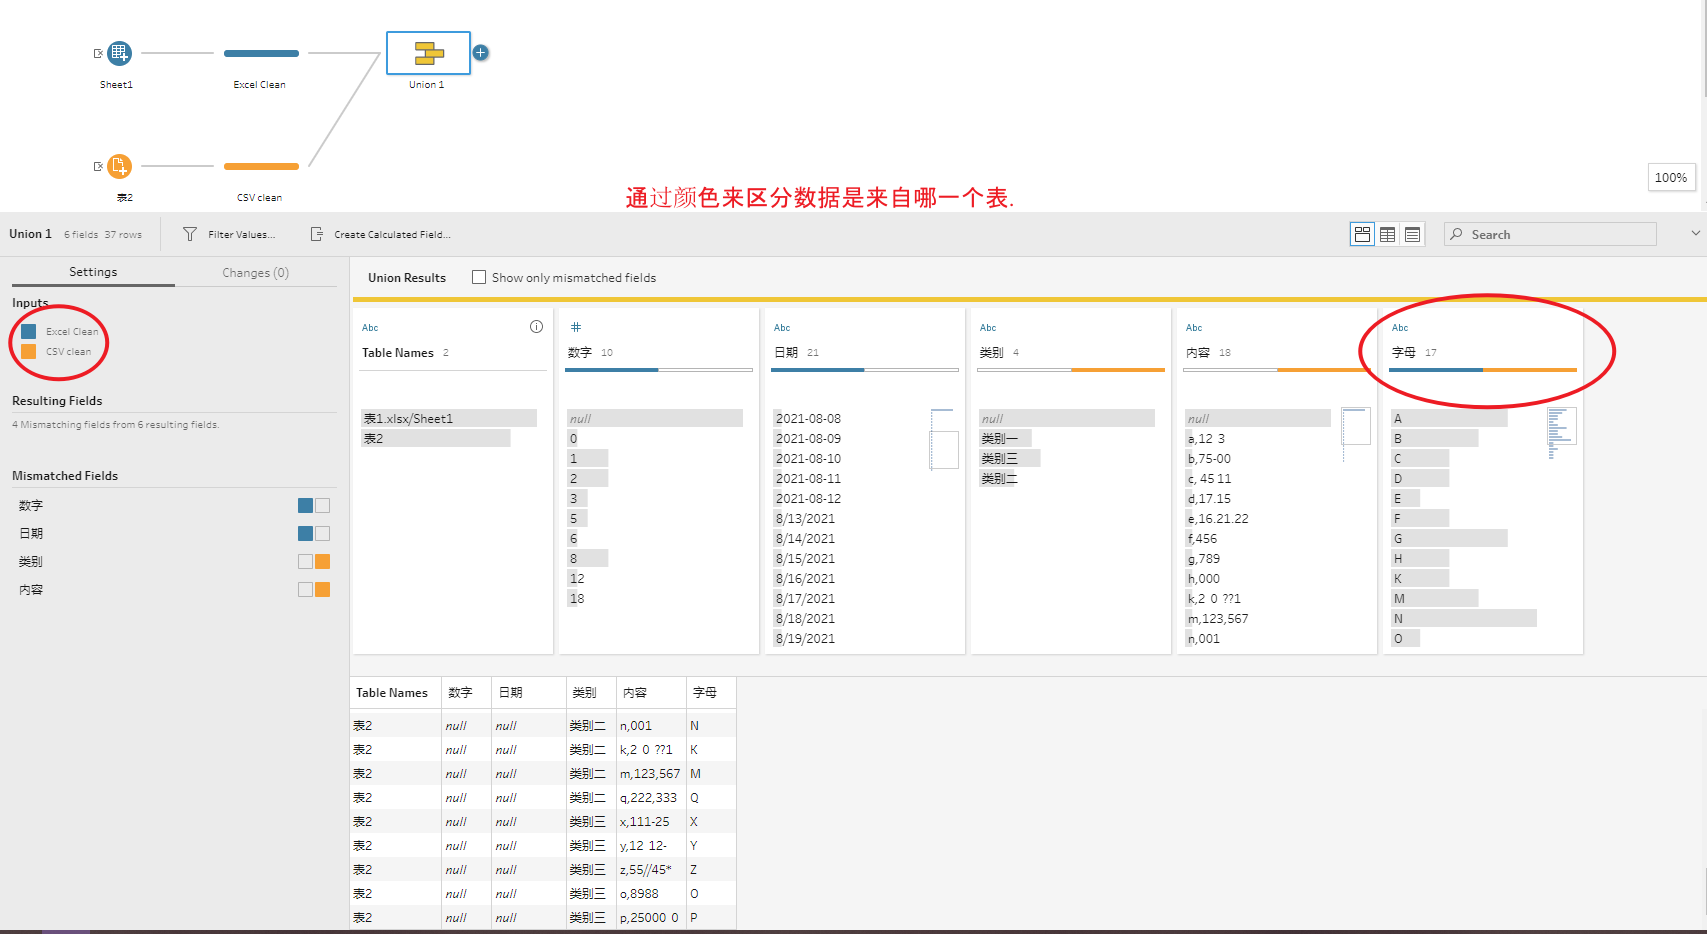 Sheet1
Excel Clean
Union 1
表2
CSV clean
100%
通过颜色来区分数据是来自哪一个表.
Union 1 6 fields 37 rows Filter Values... Create Calculated Field... Search
Settings Changes (0)
Inputs
Excel Clean
CSV clean
Resulting Fields
4 Mismatching fields from 6 resulting fields.
Mismatched Fields
数字
日期
类别
内容
Union Results Show only mismatched fields
Abc
Table Names 2
表1.xlsx/Sheet1
表2
#
数字 10
null
0
1
2
3
5
6
8
12
18
Abc
日期 21
2021-08-08
2021-08-09
2021-08-10
2021-08-11
2021-08-12
8/13/2021
8/14/2021
8/15/2021
8/16/2021
8/17/2021
8/18/2021
8/19/2021
Abc
类别 4
null
类别一
类别三
类别二
Abc
内容 18
null
a,12 3
b,75-00
c, 45 11
d,17.15
e,16.21.22
f,456
g,789
h,000
k,2 0 ??1
m,123,567
n,001
Abc
字母 17
A
B
C
D
E
F
G
H
K
M
N
O
Table Names 数字 日期 类别 内容 字母
表2 null null 类别二 n,001 N
表2 null null 类别二 k,2 0 ??1 K
表2 null null 类别二 m,123,567 M
表2 null null 类别二 q,222,333 Q
表2 null null 类别三 x,111-25 X
表2 null null 类别三 y,12 12- Y
表2 null null 类别三 z,55//45* Z
表2 null null 类别三 o,8988 O
表2 null null 类别三 p,25000 0 P